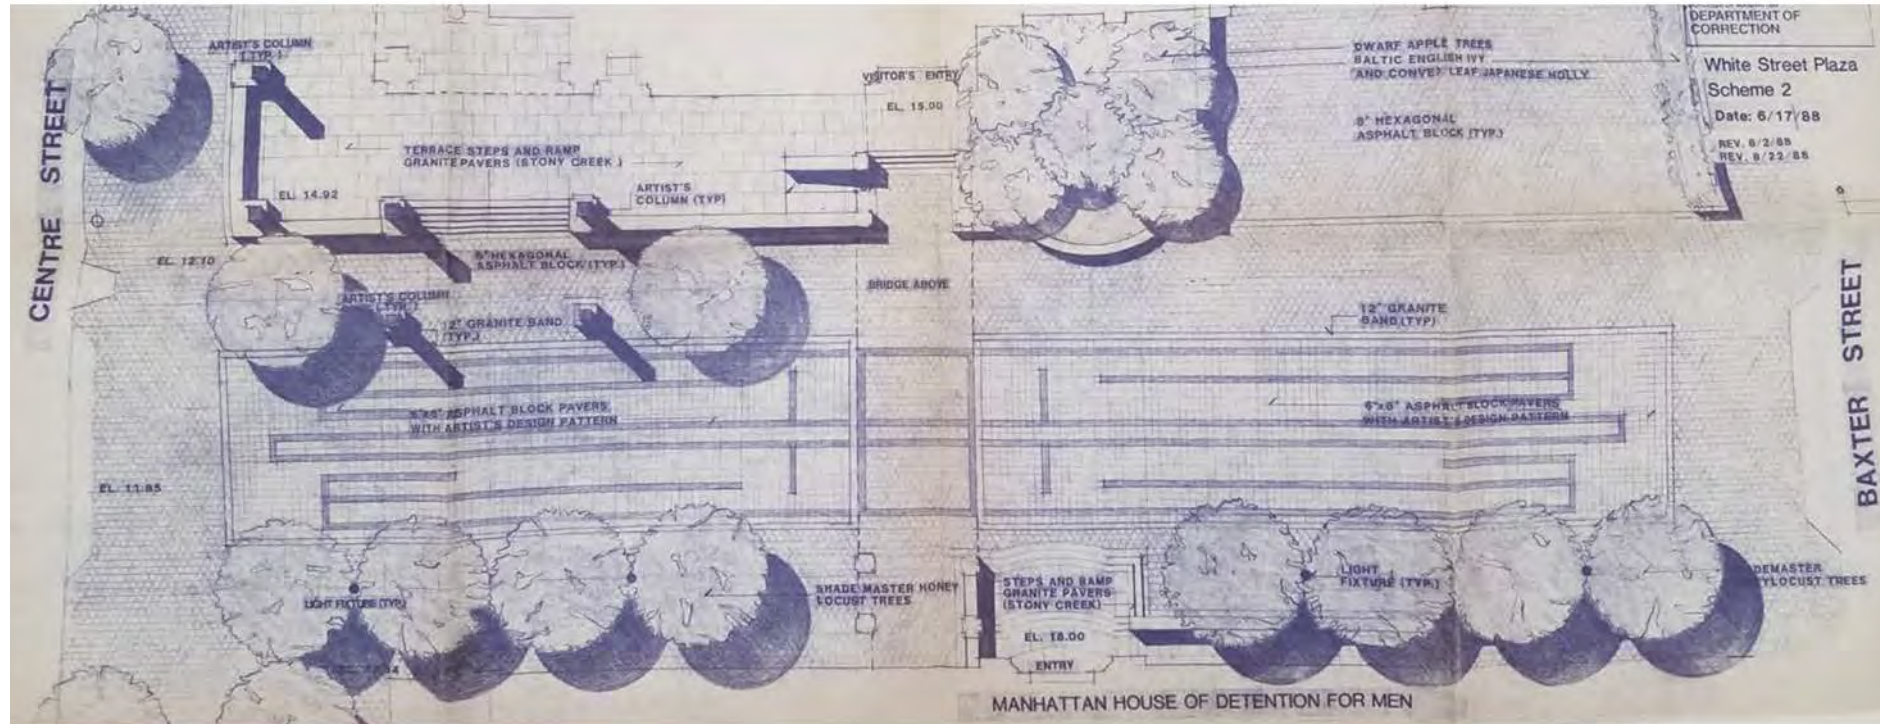 CENTRE STREET
ARTIST'S COLUMN
(TYP.)
TERRACE STEPS AND RAMP
GRANITE PAVERS (STONY CREEK)
EL. 14.92
ARTIST'S
COLUMN (TYP)
VISITOR'S ENTRY
EL. 15.00
DWARF APPLE TREES
BALTIC ENGLISH IVY
AND CONVEX LEAF JAPANESE HOLLY
8" HEXAGONAL
ASPHALT BLOCK (TYP.)
DEPARTMENT OF
CORRECTION
White Street Plaza
Scheme 2
Date: 6/17/88
REV. 8/2/88
REV. 8/22/88
EL. 12.10
HEXAGONAL
ASPHALT BLOCK (TYP.)
ARTIST'S COLUMN
(TYP.)
12" GRANITE BAND
(TYP.)
BRIDGE ABOVE
12" GRANITE
BAND (TYP)
ASPHALT BLOCK PAVERS
WITH ARTIST'S DESIGN PATTERN
6"x6" ASPHALT BLOCK PAVERS
WITH ARTIST'S DESIGN PATTERN
EL. 11.85
BAXTER STREET
LIGHT FIXTURE (TYP.)
SHADE MASTER HONEY
LOCUST TREES
STEPS AND RAMP
GRANITE PAVERS
(STONY CREEK)
EL. 18.00
ENTRY
LIGHT
FIXTURE (TYP.)
DEMASTER
YLOCUST TREES
MANHATTAN HOUSE OF DETENTION FOR MEN